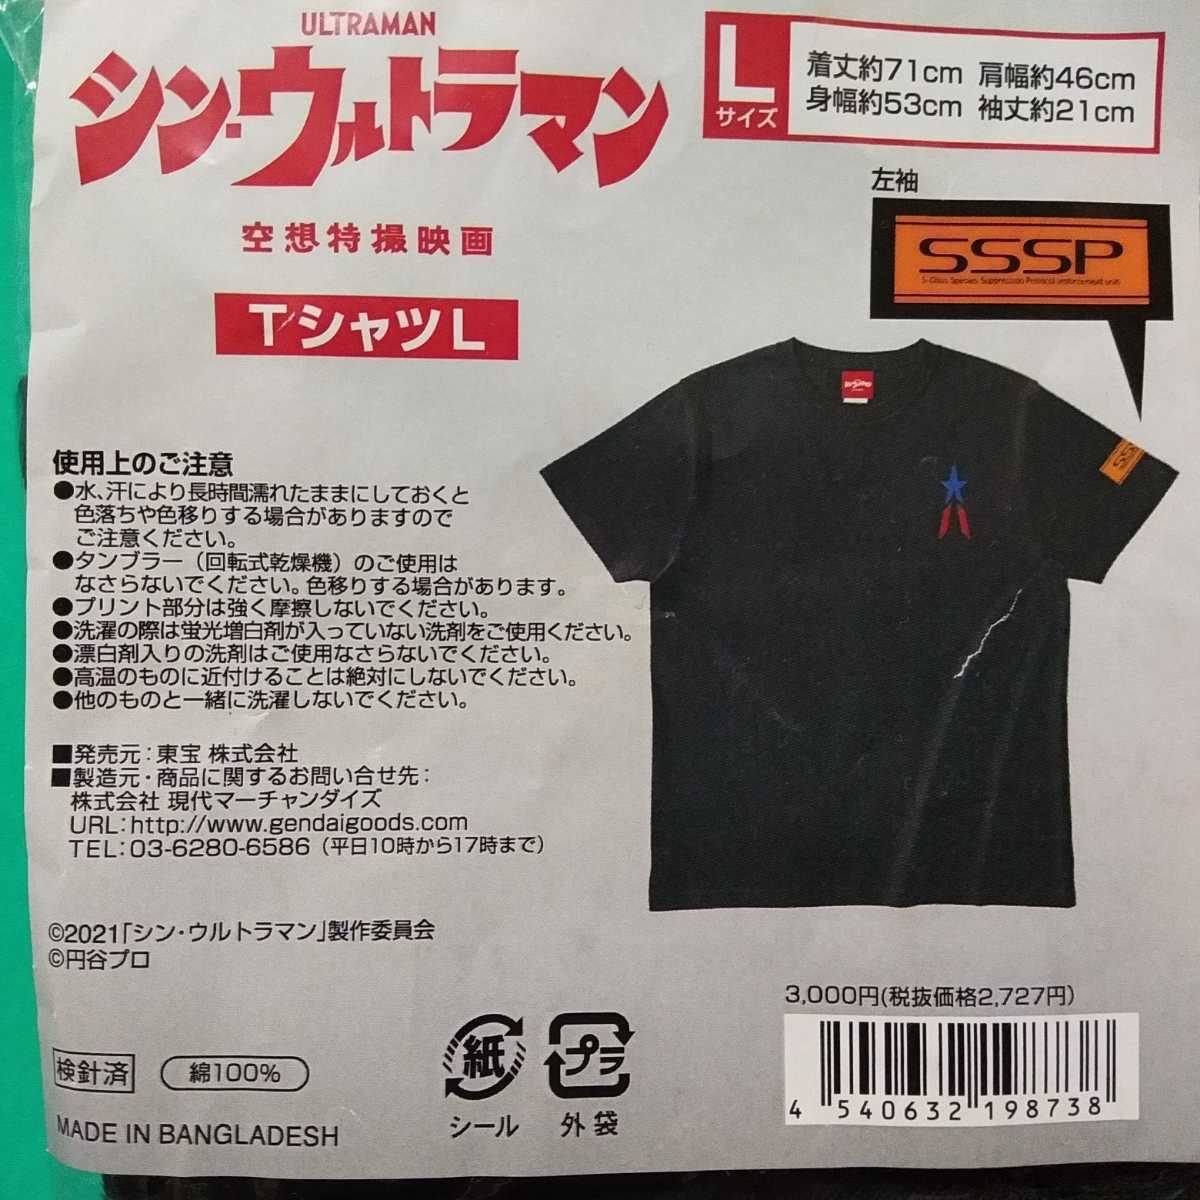 ULTRAMAN
シン・ウルトラマン
空想特撮映画
TシャツL
L
サイズ
着丈約71cm 肩幅約46cm
身幅約53cm 袖丈約21cm
左袖
SSSP
S-Class Species Suppression Protocol enforcement unit
SSS
使用上のご注意
●水、汗により長時間濡れたままにしておくと
色落ちや色移りする場合がありますので
ご注意ください。
●タンブラー（回転式乾燥機）のご使用は
なさらないでください。色移りする場合があります。
●プリント部分は強く摩擦しないでください。
●洗濯の際は蛍光増白剤が入っていない洗剤をご使用ください。
●漂白剤入りの洗剤はご使用なさらないでください。
●高温のものに近付けることは絶対にしないでください。
●他のものと一緒に洗濯しないでください。
■発売元：東宝 株式会社
■製造元・商品に関するお問い合せ先：
株式会社 現代マーチャンダイズ
URL：http://www.gendaigoods.com
TEL：03-6280-6586（平日10時から17時まで）
©2021「シン・ウルトラマン」製作委員会
©円谷プロ
検針済
綿100%
MADE IN BANGLADESH
紙
シール
プラ
外袋
3,000円(税抜価格2,727円)
4 540632 198738